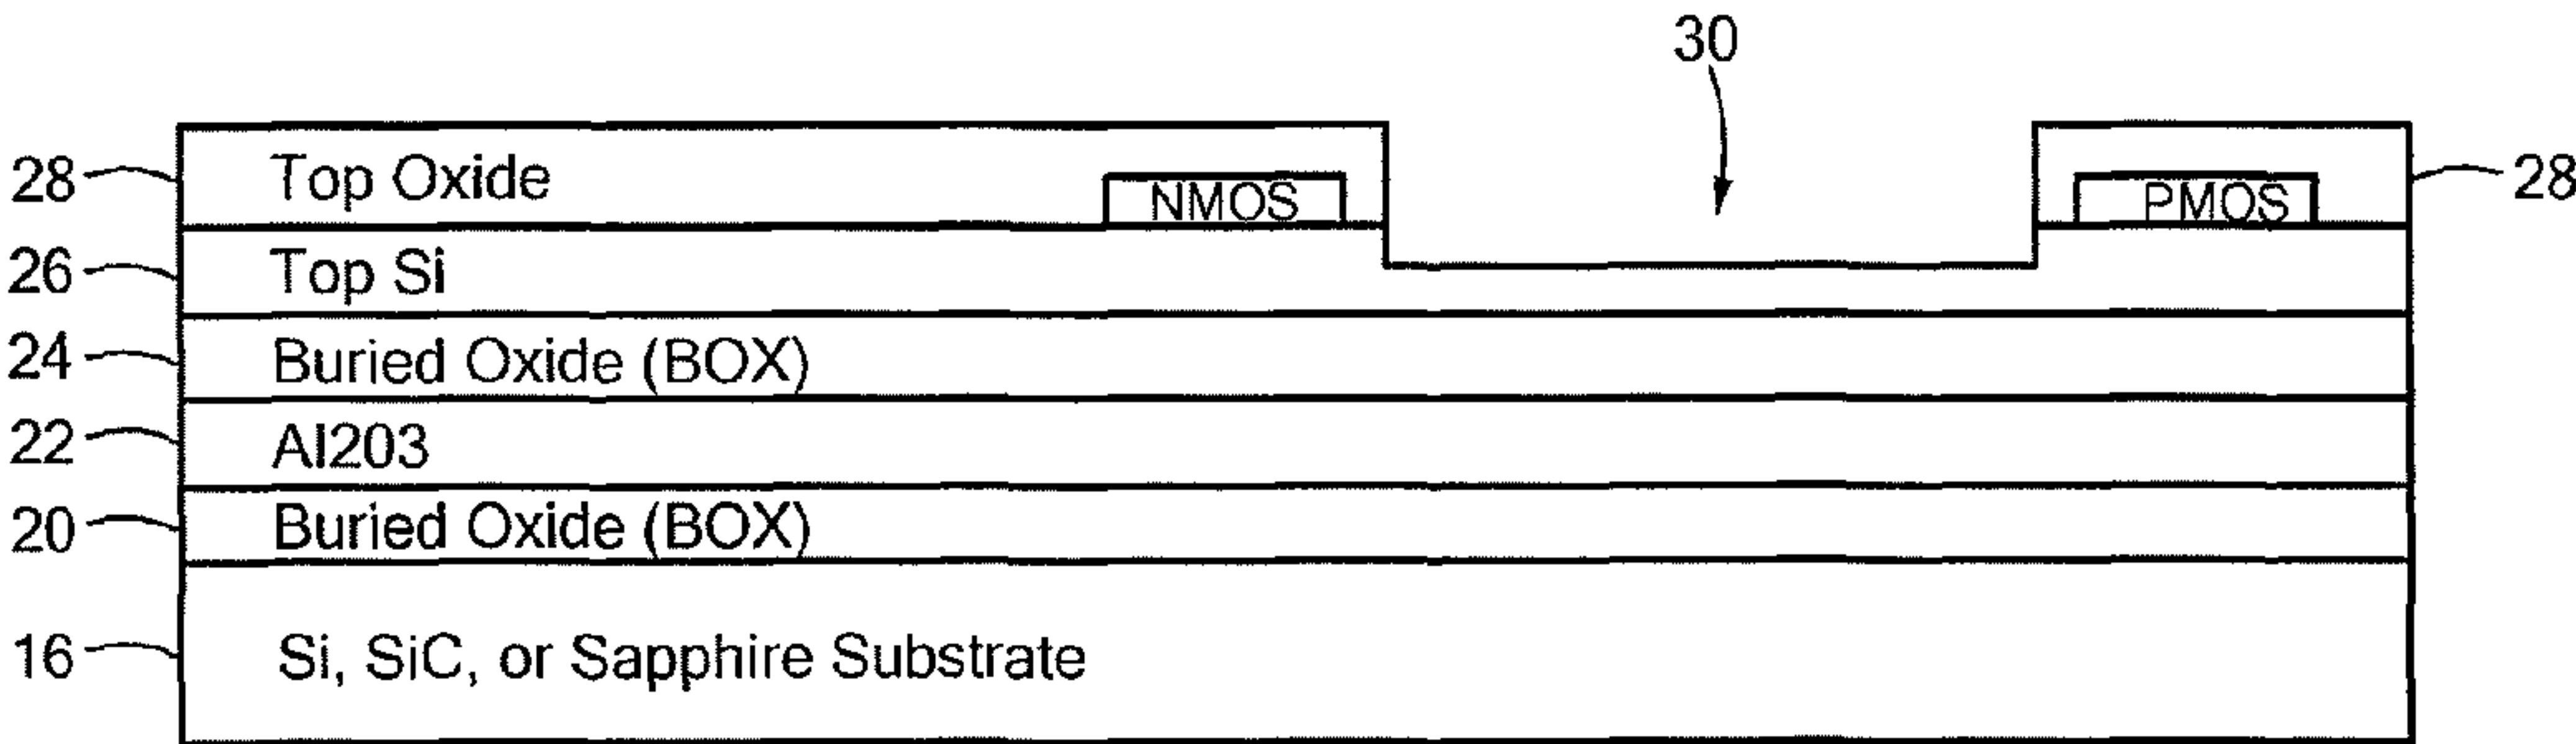 30
28 Top Oxide NMOS PMOS 28
26 Top Si
24 Buried Oxide (BOX)
22 Al203
20 Buried Oxide (BOX)
16 Si, SiC, or Sapphire Substrate